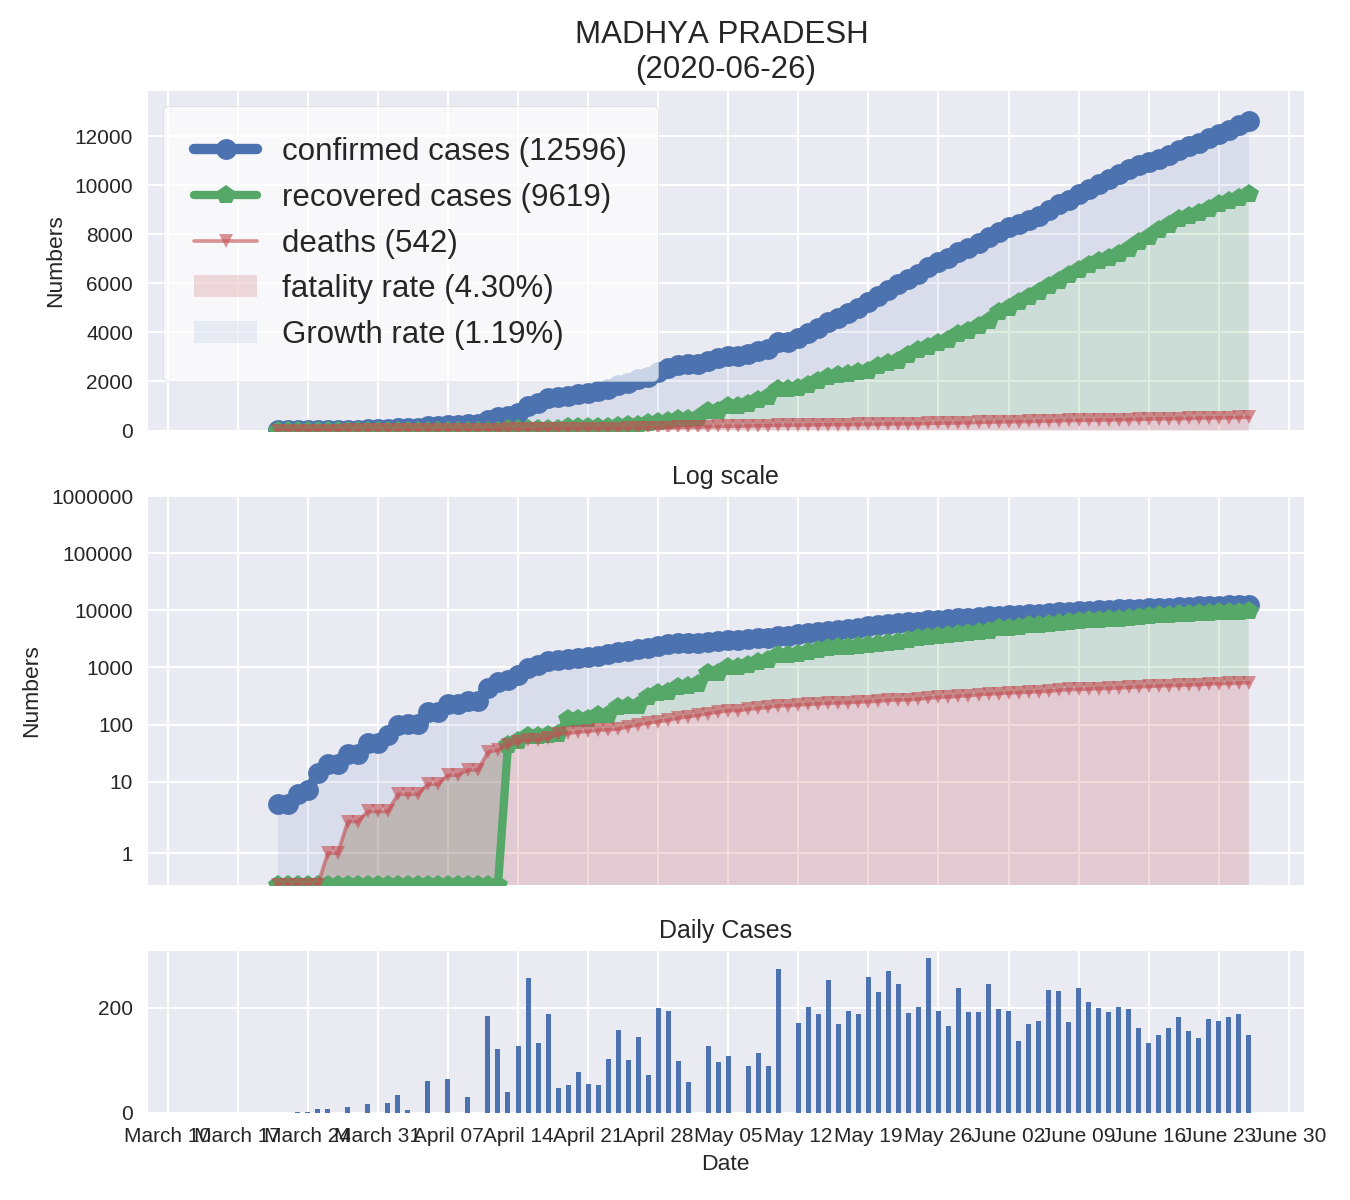 MADHYA PRADESH
(2020-06-26)
confirmed cases (12596)
recovered cases (9619)
deaths (542)
fatality rate (4.30%)
Growth rate (1.19%)
Numbers
12000
10000
8000
6000
4000
2000
0
Log scale
Numbers
1000000
100000
10000
1000
100
10
1
Daily Cases
200
0
March 10 March 17 March 24 March 31 April 07 April 14 April 21 April 28 May 05 May 12 May 19 May 26 June 02 June 09 June 16 June 23 June 30
Date